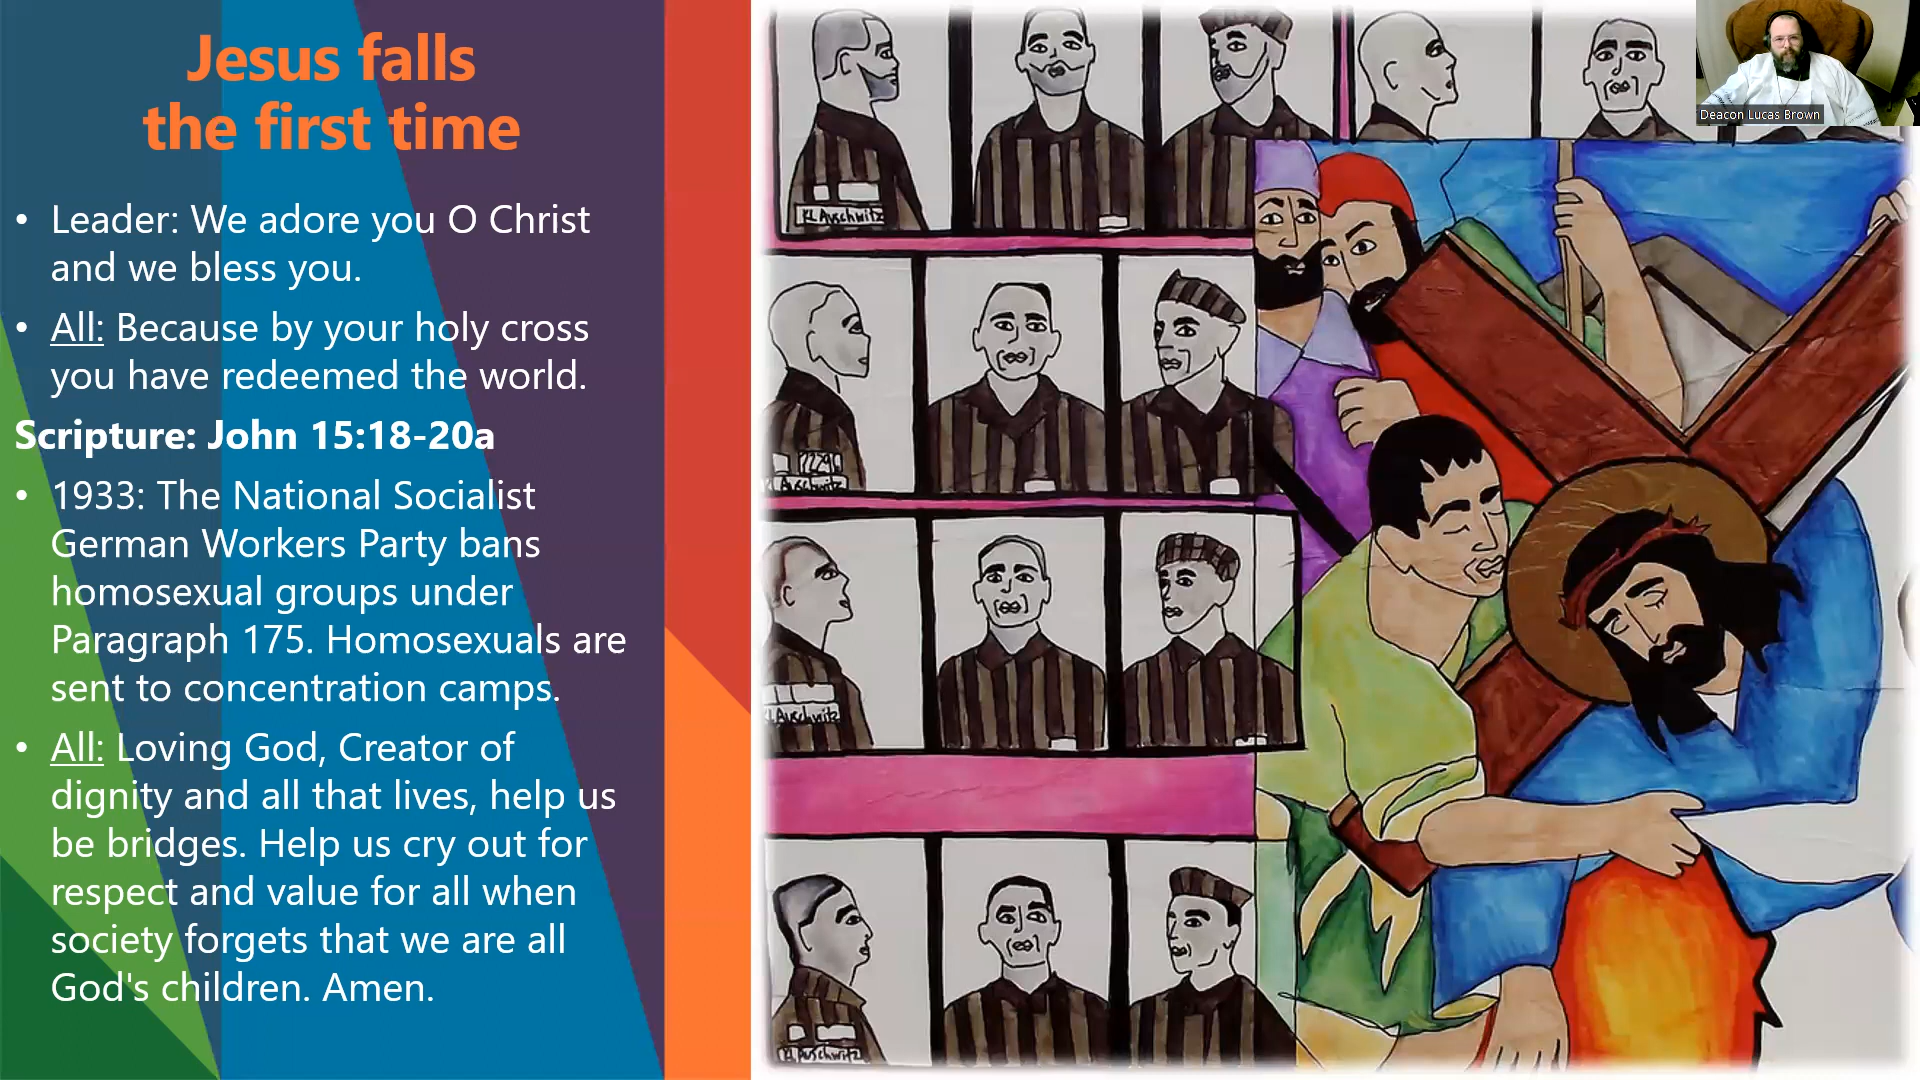 Jesus falls
the first time
• Leader: We adore you O Christ
and we bless you.
• All: Because by your holy cross
you have redeemed the world.
Scripture: John 15:18-20a
• 1933: The National Socialist
German Workers Party bans
homosexual groups under
Paragraph 175. Homosexuals are
sent to concentration camps.
• All: Loving God, Creator of
dignity and all that lives, help us
be bridges. Help us cry out for
respect and value for all when
society forgets that we are all
God's children. Amen.
Deacon Lucas Brown
KL Auschwitz
KL Auschwitz
KL Auschwitz
KL Auschwitz